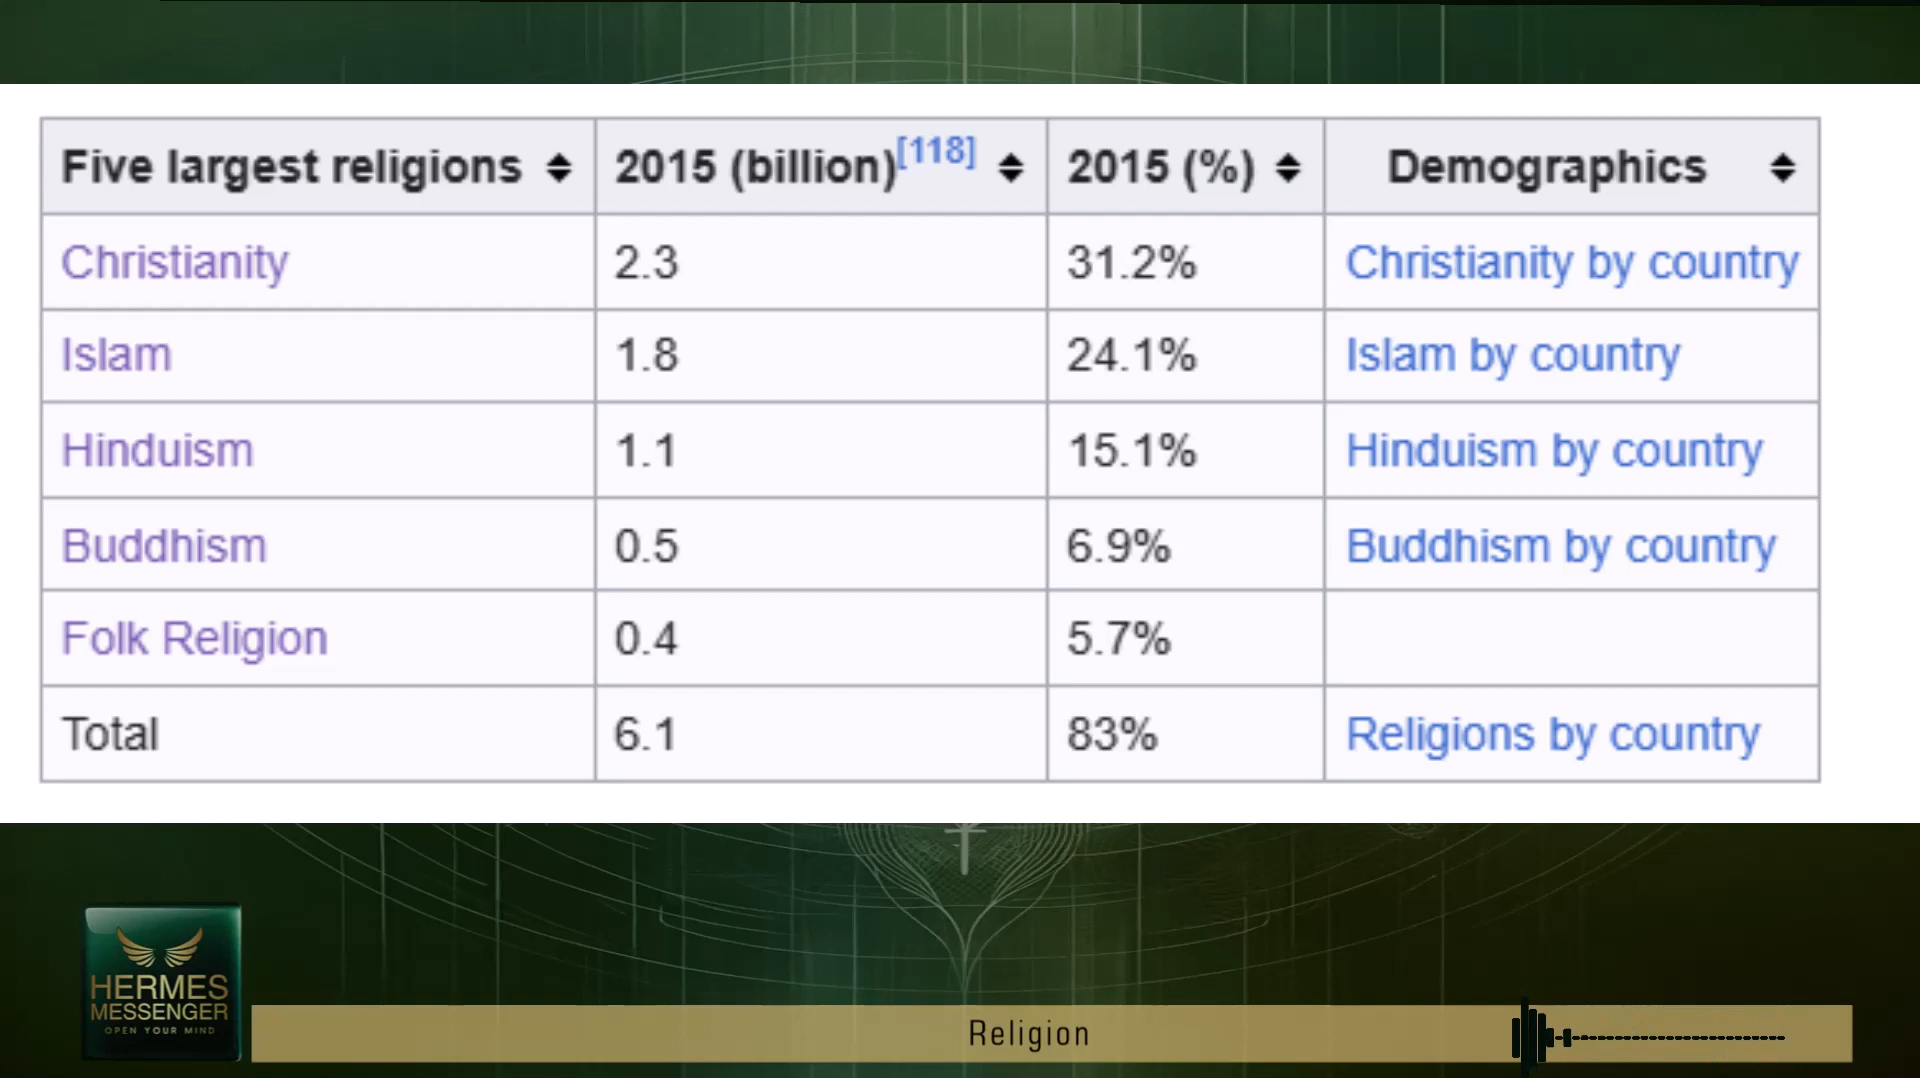 Five largest religions 2015 (billion)[118] 2015 (%) Demographics
Christianity 2.3 31.2% Christianity by country
Islam 1.8 24.1% Islam by country
Hinduism 1.1 15.1% Hinduism by country
Buddhism 0.5 6.9% Buddhism by country
Folk Religion 0.4 5.7%
Total 6.1 83% Religions by country
HERMES
MESSENGER
OPEN YOUR MIND
Religion